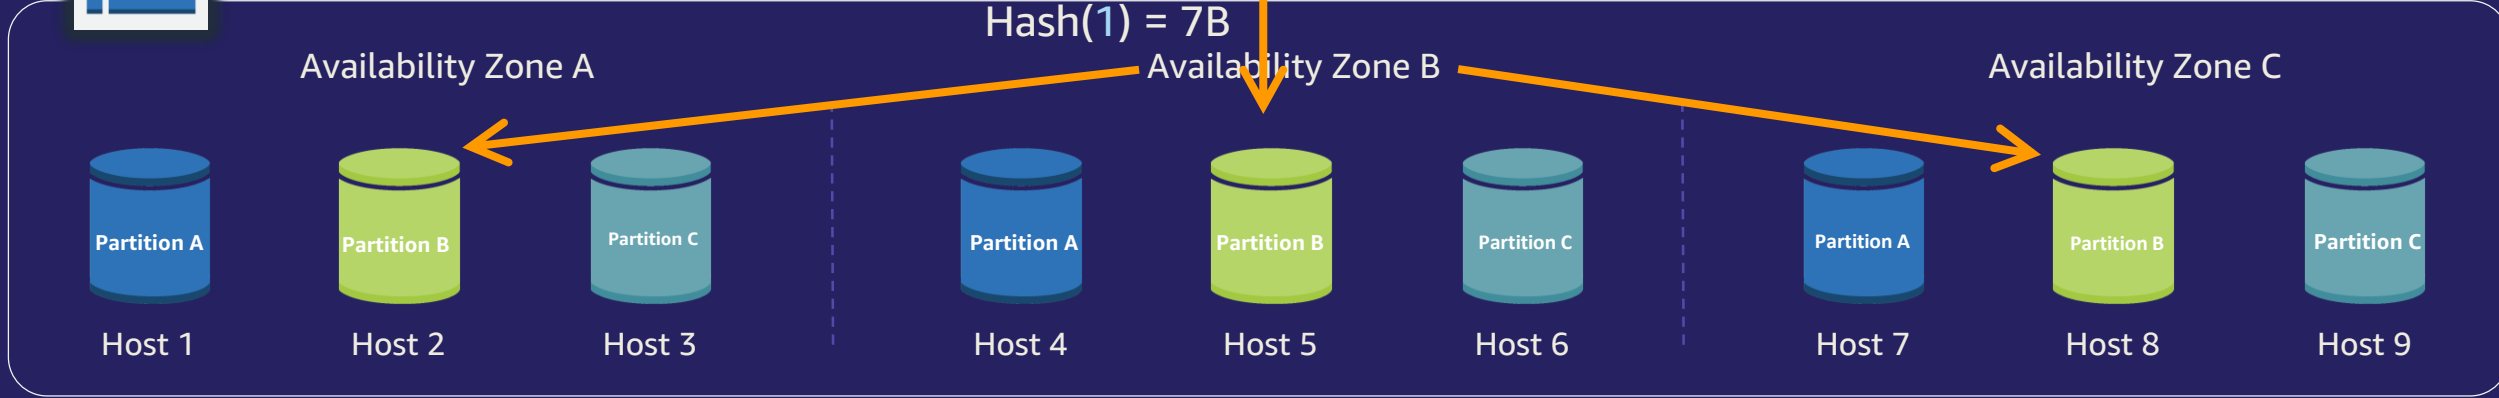 Hash(1) = 7B
Availability Zone A
Availability Zone B
Availability Zone C
Partition A
Partition B
Partition C
Partition A
Partition B
Partition C
Partition A
Partition B
Partition C
Host 1
Host 2
Host 3
Host 4
Host 5
Host 6
Host 7
Host 8
Host 9